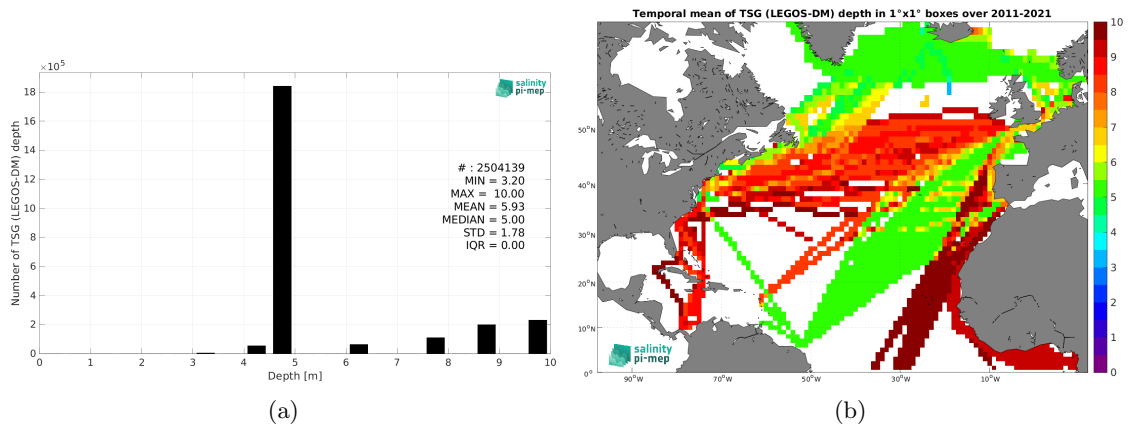 ×10⁵
18
16
14
12
10
8
6
4
2
0
Number of TSG (LEGOS-DM) depth
salinity
pi-mep
# : 2504139
MIN = 3.20
MAX = 10.00
MEAN = 5.93
MEDIAN = 5.00
STD = 1.78
IQR = 0.00
0 1 2 3 4 5 6 7 8 9 10
Depth [m]
(a)
Temporal mean of TSG (LEGOS-DM) depth in 1°x1° boxes over 2011-2021
50°N
40°N
30°N
20°N
10°N
0°
90°W 70°W 50°W 30°W 10°W
salinity
pi-mep
10
9
8
7
6
5
4
3
2
1
0
(b)